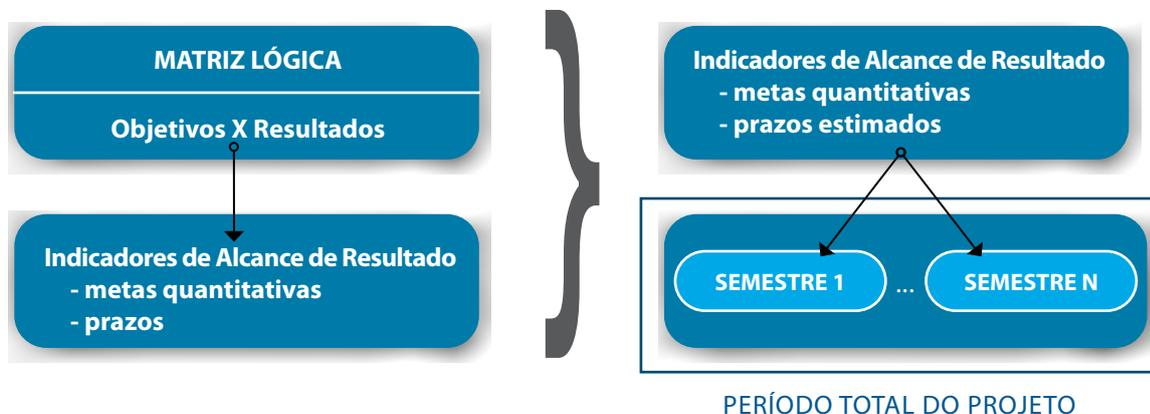 MATRIZ LÓGICA
Objetivos X Resultados
Indicadores de Alcance de Resultado
- metas quantitativas
- prazos
Indicadores de Alcance de Resultado
- metas quantitativas
- prazos estimados
SEMESTRE 1 ... SEMESTRE N
PERÍODO TOTAL DO PROJETO